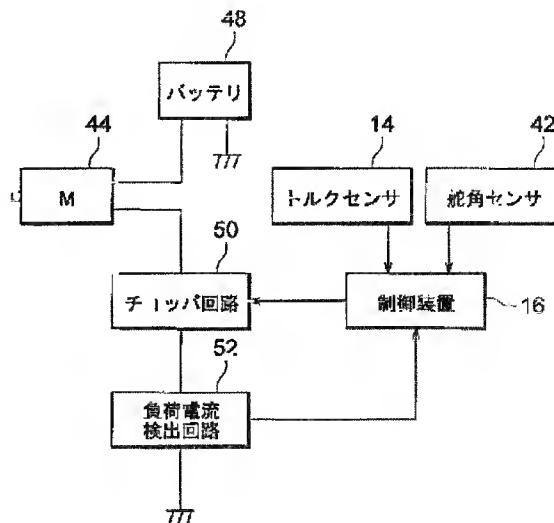 48
バッテリ
44
M
14
トルクセンサ
42
舵角センサ
50
チョッパ回路
制御装置
16
52
負荷電流
検出回路